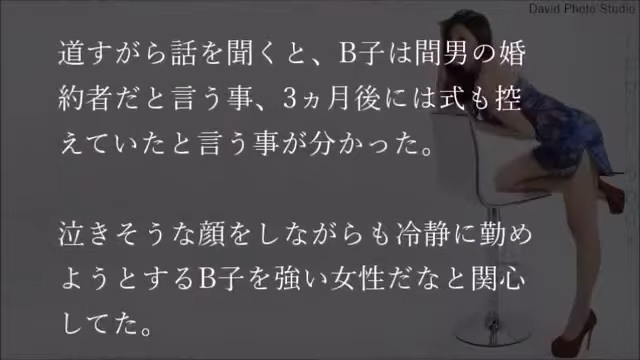 David Photo Studio
道すがら話を聞くと、B子は間男の婚
約者だと言う事、3ヵ月後には式も控
えていたと言う事が分かった。
泣きそうな顔をしながらも冷静に勤め
ようとするB子を強い女性だなと関心
してた。